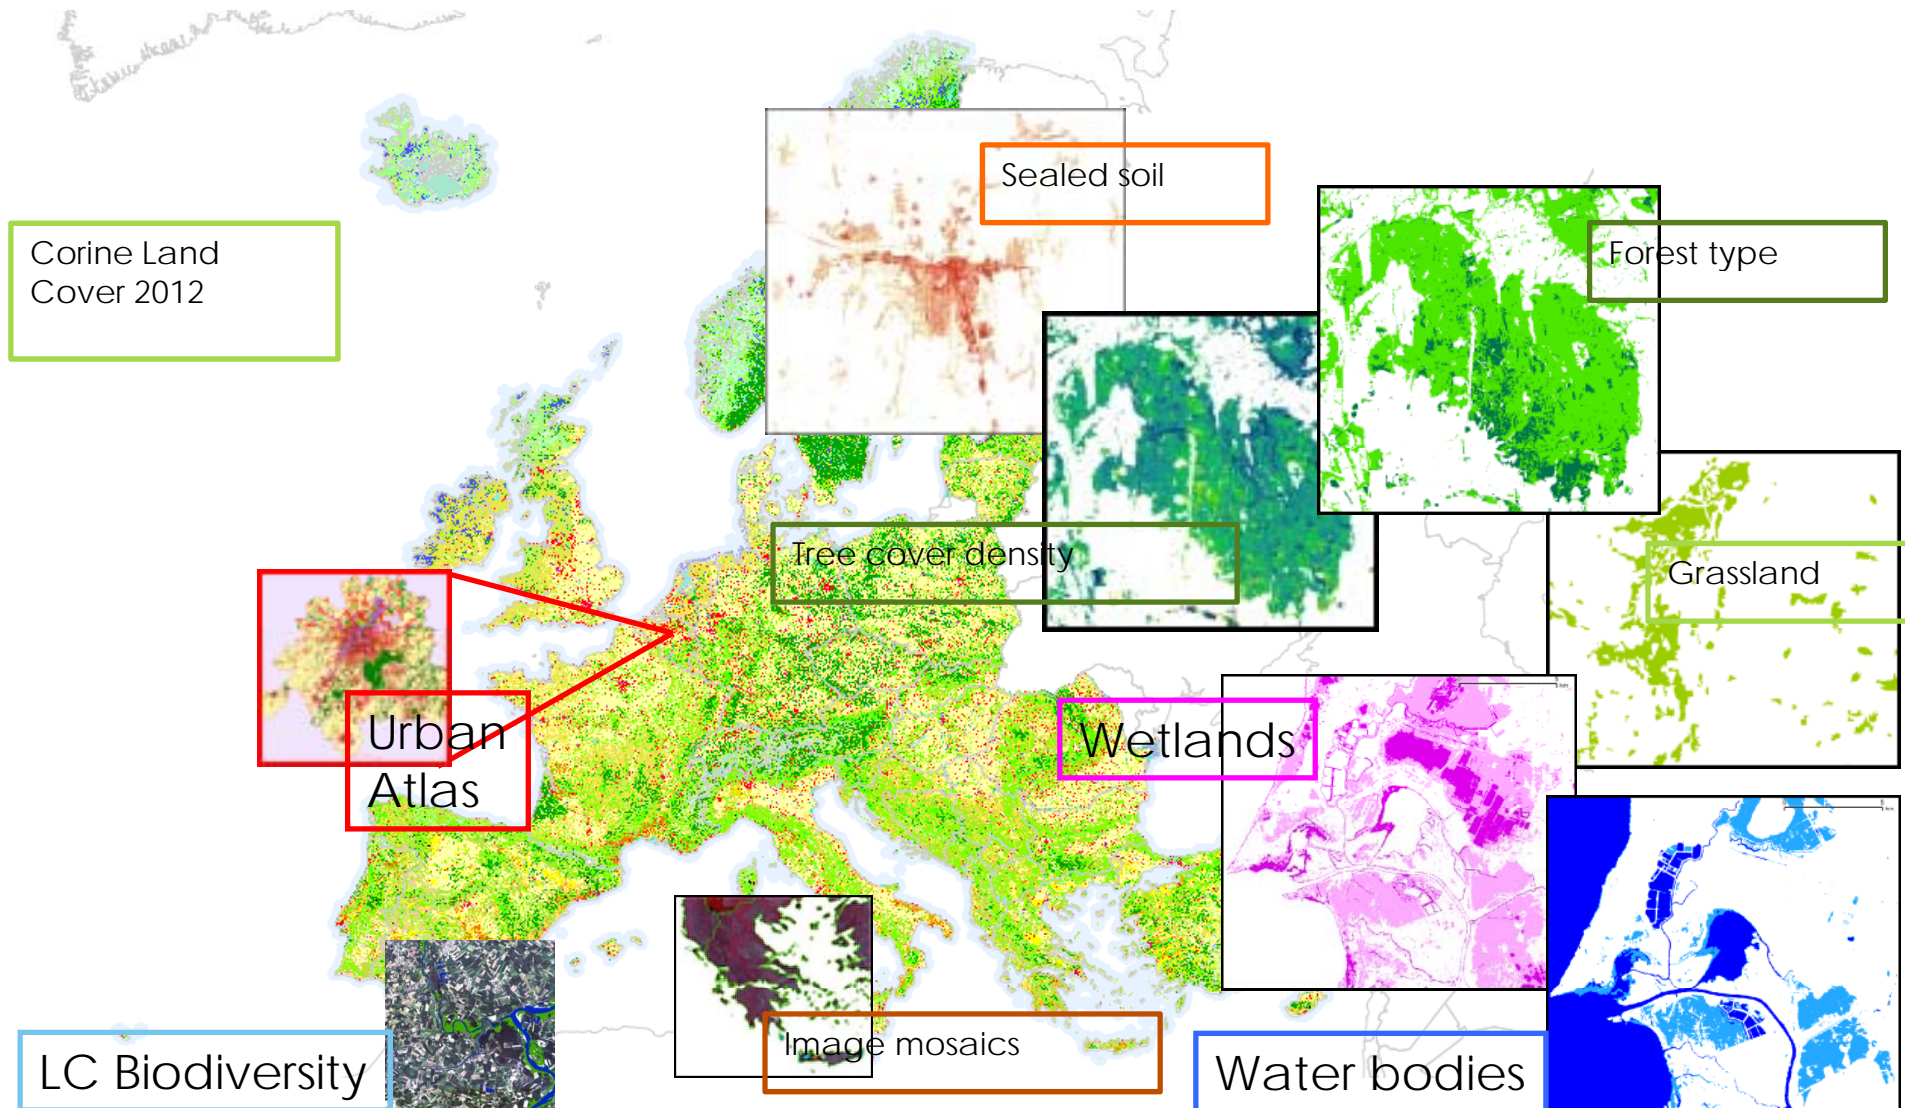 Sealed soil
Corine Land
Cover 2012
Forest type
Tree cover density
Grassland
Urban
Atlas
Wetlands
Image mosaics
LC Biodiversity
Water bodies